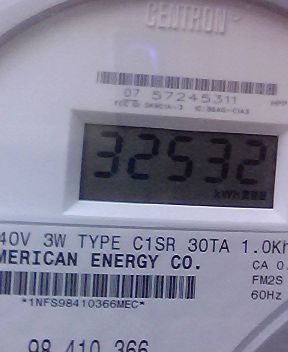 CENTRON
07 57245311
32532
kWh
40V 3W TYPE C1SR 30TA 1.0Kh
MERICAN ENERGY CO.
CA 0.
*1NFS98410366MEC*
FM2S
60Hz
98 410 366